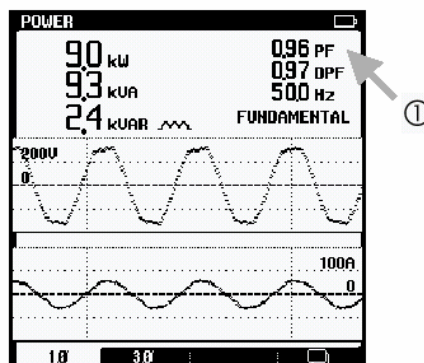 POWER
9.0 kW
9.3 kVA
2.4 kVAR
0.96 PF
0.97 DPF
50.0 Hz
FUNDAMENTAL
①
200V
0
100A
0
1Ø 3Ø